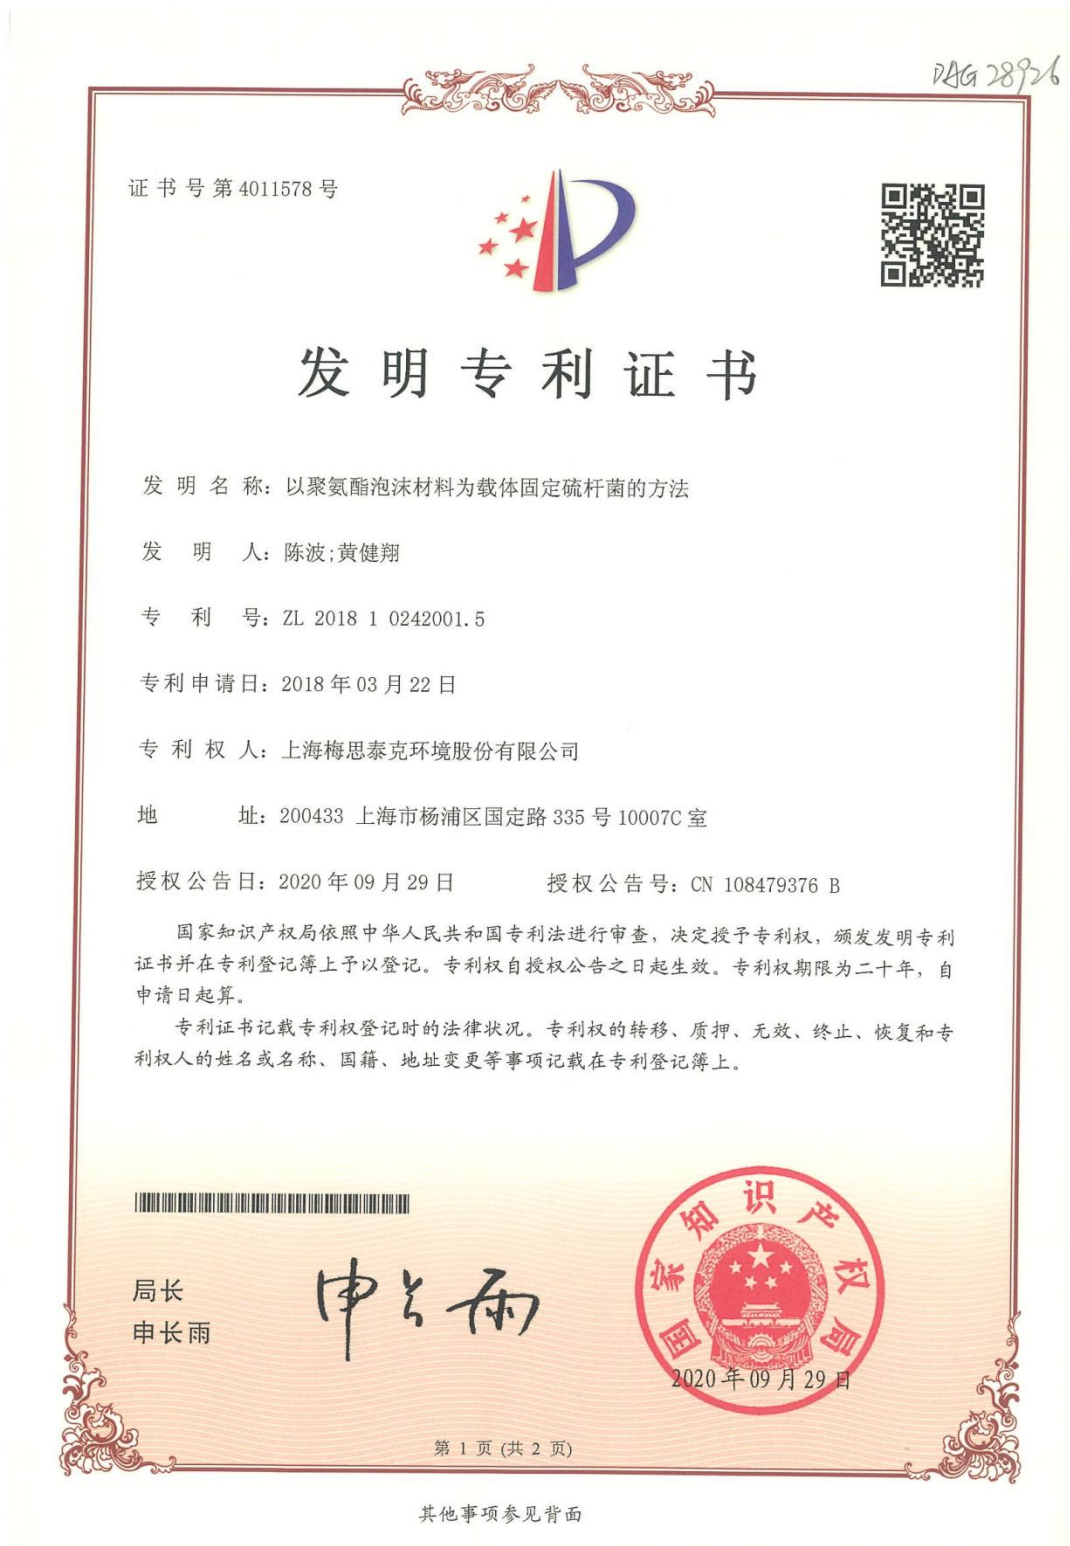 DAG 28926
证书号第4011578号
发明专利证书
发明名称：以聚氨酯泡沫材料为载体固定硫杆菌的方法
发明人：陈波;黄健翔
专利号：ZL 2018 1 0242001.5
专利申请日：2018年03月22日
专利权人：上海梅思泰克环境股份有限公司
地址：200433 上海市杨浦区国定路335号10007C室
授权公告日：2020年09月29日 授权公告号：CN 108479376 B
国家知识产权局依照中华人民共和国专利法进行审查，决定授予专利权，颁发发明专利
证书并在专利登记簿上予以登记。专利权自授权公告之日起生效。专利权期限为二十年，自
申请日起算。
专利证书记载专利权登记时的法律状况。专利权的转移、质押、无效、终止、恢复和专
利权人的姓名或名称、国籍、地址变更等事项记载在专利登记簿上。
局长
申长雨
申长雨
国家知识产权局
2020年09月29日
第 1 页 (共 2 页)
其他事项参见背面